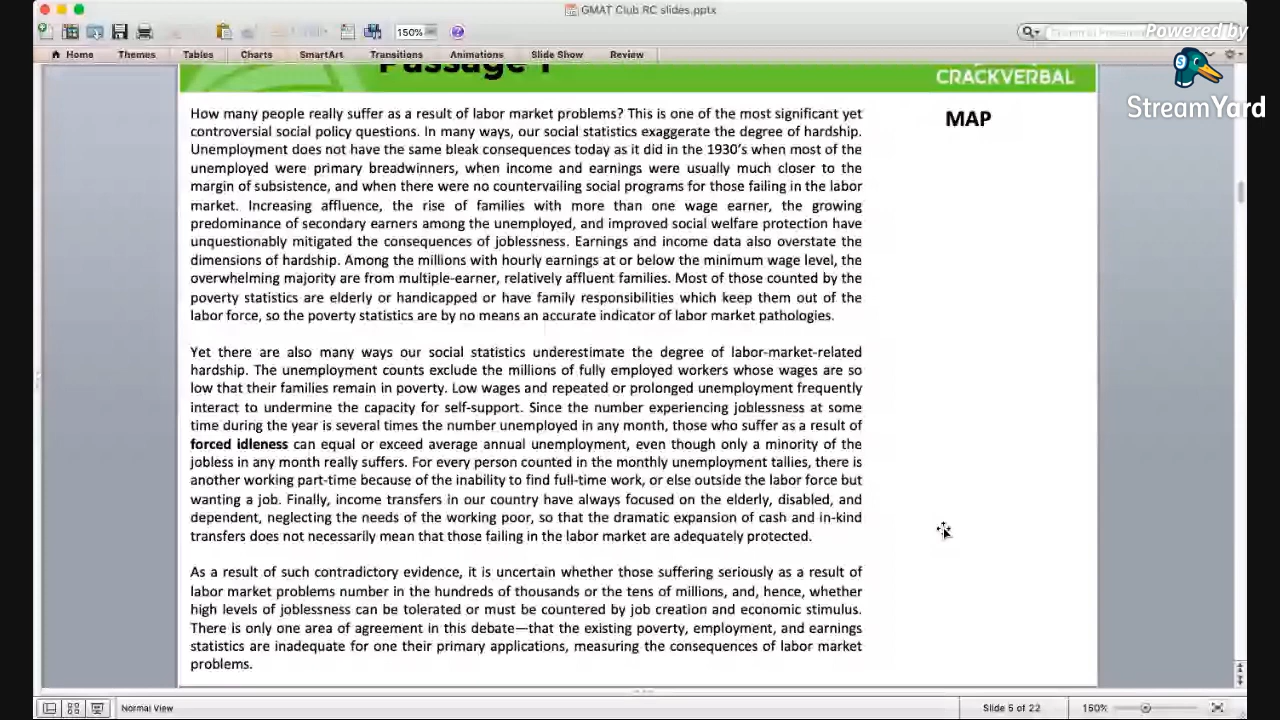 GMAT Club RC slides.pptx
150%
Powered by
Home Themes Tables Charts SmartArt Transitions Animations Slide Show Review
StreamYard
Passage I
CRACKVERBAL
MAP
How many people really suffer as a result of labor market problems? This is one of the most significant yet
controversial social policy questions. In many ways, our social statistics exaggerate the degree of hardship.
Unemployment does not have the same bleak consequences today as it did in the 1930's when most of the
unemployed were primary breadwinners, when income and earnings were usually much closer to the
margin of subsistence, and when there were no countervailing social programs for those failing in the labor
market. Increasing affluence, the rise of families with more than one wage earner, the growing
predominance of secondary earners among the unemployed, and improved social welfare protection have
unquestionably mitigated the consequences of joblessness. Earnings and income data also overstate the
dimensions of hardship. Among the millions with hourly earnings at or below the minimum wage level, the
overwhelming majority are from multiple-earner, relatively affluent families. Most of those counted by the
poverty statistics are elderly or handicapped or have family responsibilities which keep them out of the
labor force, so the poverty statistics are by no means an accurate indicator of labor market pathologies.
Yet there are also many ways our social statistics underestimate the degree of labor-market-related
hardship. The unemployment counts exclude the millions of fully employed workers whose wages are so
low that their families remain in poverty. Low wages and repeated or prolonged unemployment frequently
interact to undermine the capacity for self-support. Since the number experiencing joblessness at some
time during the year is several times the number unemployed in any month, those who suffer as a result of
forced idleness can equal or exceed average annual unemployment, even though only a minority of the
jobless in any month really suffers. For every person counted in the monthly unemployment tallies, there is
another working part-time because of the inability to find full-time work, or else outside the labor force but
wanting a job. Finally, income transfers in our country have always focused on the elderly, disabled, and
dependent, neglecting the needs of the working poor, so that the dramatic expansion of cash and in-kind
transfers does not necessarily mean that those failing in the labor market are adequately protected.
As a result of such contradictory evidence, it is uncertain whether those suffering seriously as a result of
labor market problems number in the hundreds of thousands or the tens of millions, and, hence, whether
high levels of joblessness can be tolerated or must be countered by job creation and economic stimulus.
There is only one area of agreement in this debate—that the existing poverty, employment, and earnings
statistics are inadequate for one their primary applications, measuring the consequences of labor market
problems.
Normal View Slide 5 of 22 150%